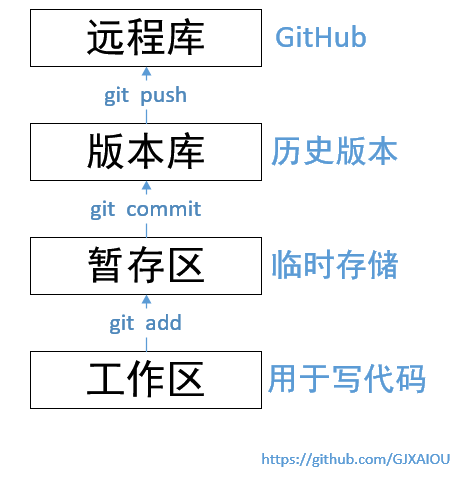 远程库 GitHub
git push
版本库 历史版本
git commit
暂存区 临时存储
git add
工作区 用于写代码
https://github.com/GJXAIOU